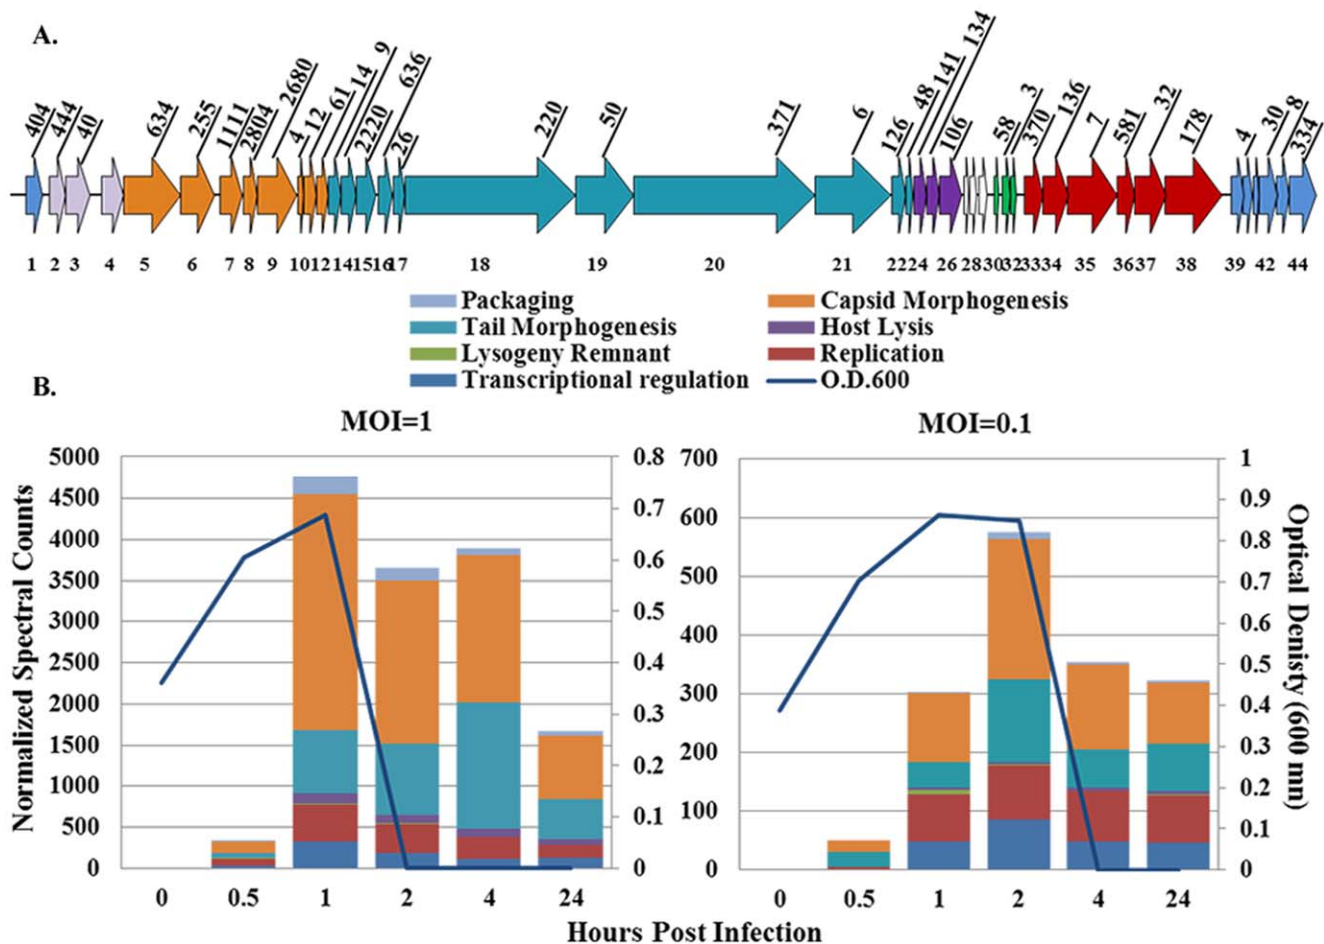 A.
404 444 40 634 255 1111 2804 2680 4 12 61 14 9 2220 636 26 220 50 371 6 126 48 141 134 106 58 3 370 136 7 581 32 178 4 30 8 334
1 2 3 4 5 6 7 8 9 1012141516 17 18 19 20 21 2224 26 2830323334 35 3637 38 39 42 44
Packaging Capsid Morphogenesis
Tail Morphogenesis Host Lysis
Lysogeny Remnant Replication
Transcriptional regulation O.D.600
B.
MOI=1 MOI=0.1
5000 0.8 700 1
4500 0.7 600 0.9
4000 0.6 500 0.8
3500 0.5 400 0.7
3000 0.4 300 0.6
2500 0.3 200 0.5
2000 0.2 100 0.4
1500 0.1 0 0.3
1000 0 0.2
500 0.1
0 0
Normalized Spectral Counts
Optical Denisty (600 mm)
0 0.5 1 2 4 24 0 0.5 1 2 4 24
Hours Post Infection